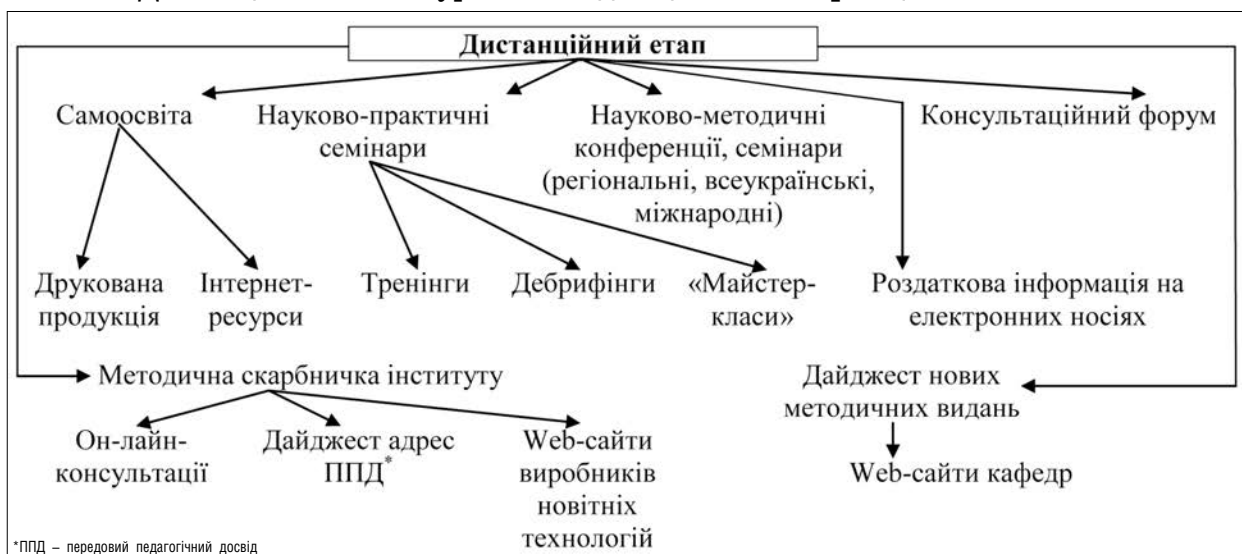 Дистанційний етап
Самоосвіта
Науково-практичні
семінари
Науково-методичні
конференції, семінари
(регіональні, всеукраїнські,
міжнародні)
Консультаційний форум
Друкована
продукція
Інтернет-
ресурси
Тренінги
Дебрифінги
«Майстер-
класи»
Роздаткова інформація на
електронних носіях
Методична скарбничка інституту
Дайджест нових
методичних видань
Он-лайн-
консультації
Дайджест адрес
ППД*
Web-сайти
виробників
новітніх
технологій
Web-сайти кафедр
*ППД – передовий педагогічний досвід